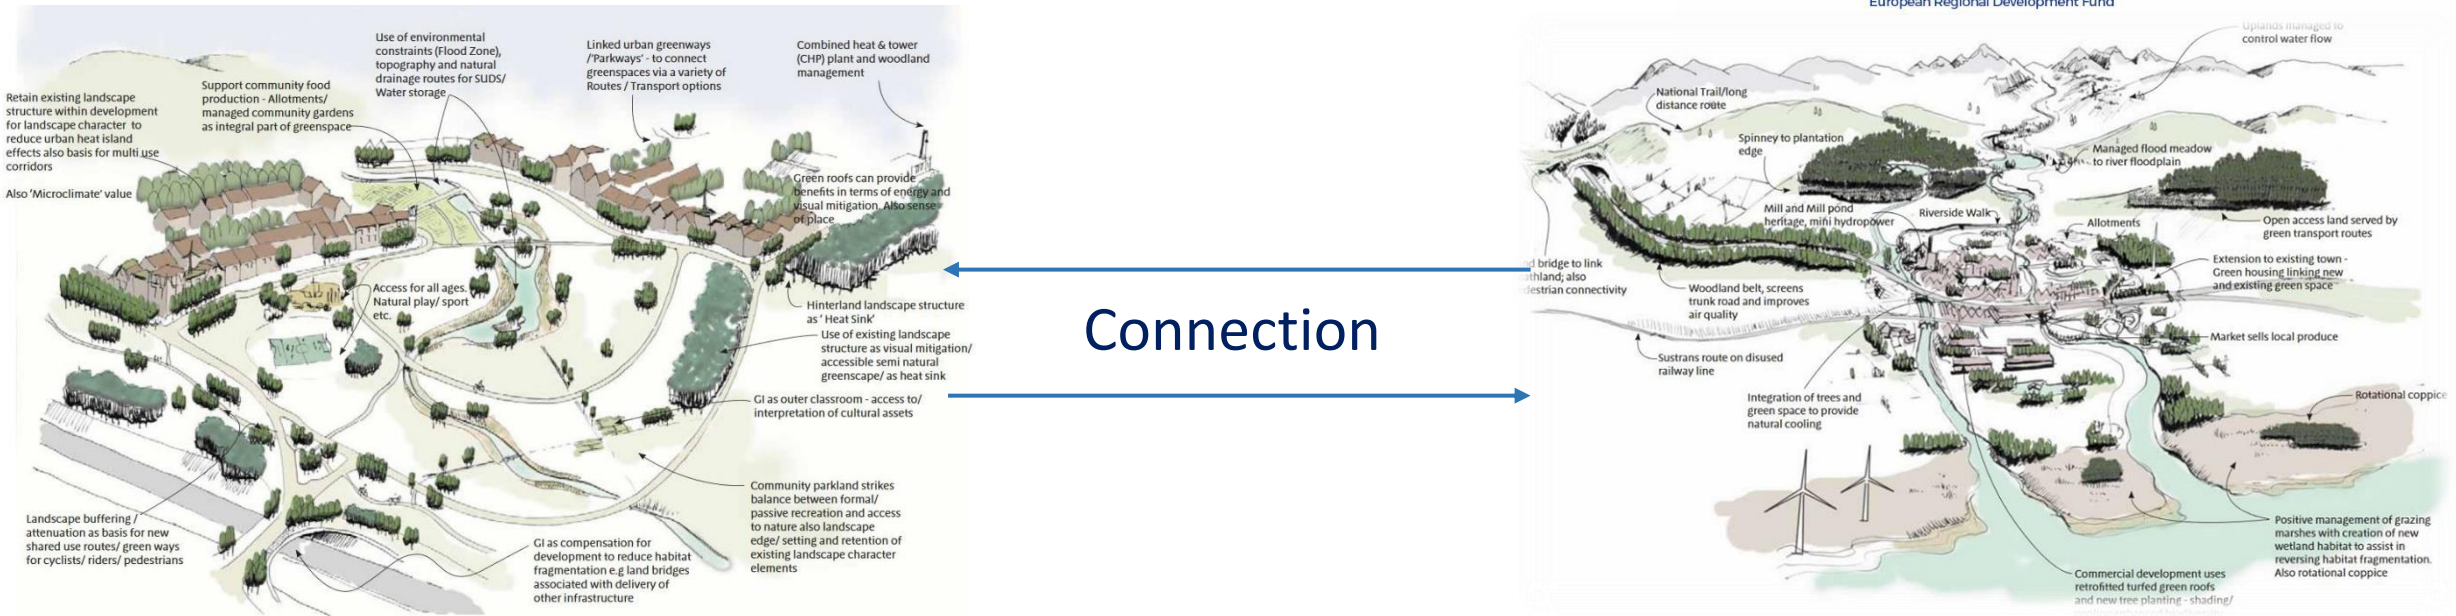 European Regional Development Fund
Use of environmental
constraints (Flood Zone),
topography and natural
drainage routes for SUDS/
Water storage
Linked urban greenways
/'Parkways' - to connect
greenspaces via a variety of
Routes / Transport options
Combined heat & tower
(CHP) plant and woodland
management
Support community food
production - Allotments/
managed community gardens
as integral part of greenspace
Retain existing landscape
structure within development
for landscape character to
reduce urban heat island
effects also basis for multi use
corridors
Also 'Microclimate' value
Green roofs can provide
benefits in terms of energy and
visual mitigation. Also sense
of place
Access for all ages.
Natural play/ sport
etc.
Hinterland landscape structure
as ' Heat Sink'
Use of existing landscape
structure as visual mitigation/
accessible semi natural
greenscape/ as heat sink
GI as outer classroom - access to/
interpretation of cultural assets
Community parkland strikes
balance between formal/
passive recreation and access
to nature also landscape
edge/ setting and retention of
existing landscape character
elements
Landscape buffering /
attenuation as basis for new
shared use routes/ green ways
for cyclists/ riders/ pedestrians
GI as compensation for
development to reduce habitat
fragmentation e.g land bridges
associated with delivery of
other infrastructure
Connection
Uplands managed to
control water flow
National Trail/long
distance route
Spinney to plantation
edge
Managed flood meadow
to river floodplain
Mill and Mill pond
heritage, mini hydropower
Riverside Walk
Allotments
Open access land served by
green transport routes
bridge to link
also
connectivity
Woodland belt, screens
trunk road and improves
air quality
Extension to existing town -
Green housing linking new
and existing green space
Market sells local produce
Sustrans route on disused
railway line
Integration of trees and
green space to provide
natural cooling
Rotational coppice
Positive management of grazing
marshes with creation of new
wetland habitat to assist in
reversing habitat fragmentation.
Also rotational coppice
Commercial development uses
retrofitted turfed green roofs
and new tree planting - shading/